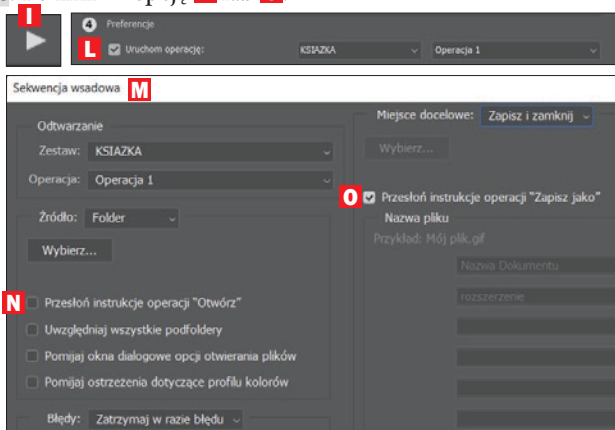 opcję
I
4 Preferencje
L Uruchom operację: KSIAZKA Operacja 1
Sekwencja wsadowa M
Odtwarzanie
Zestaw: KSIAZKA
Operacja: Operacja 1
Źródło: Folder
Wybierz...
N Przesłoń instrukcje operacji "Otwórz"
Uwzględniaj wszystkie podfoldery
Pomijaj okna dialogowe opcji otwierania plików
Pomijaj ostrzeżenia dotyczące profilu kolorów
Błędy: Zatrzymaj w razie błędu
Miejsce docelowe: Zapisz i zamknij
Wybierz...
O Przesłoń instrukcje operacji "Zapisz jako"
Nazwa pliku
Przykład: Mój plik.gif
Nazwa Dokumentu
rozszerzenie